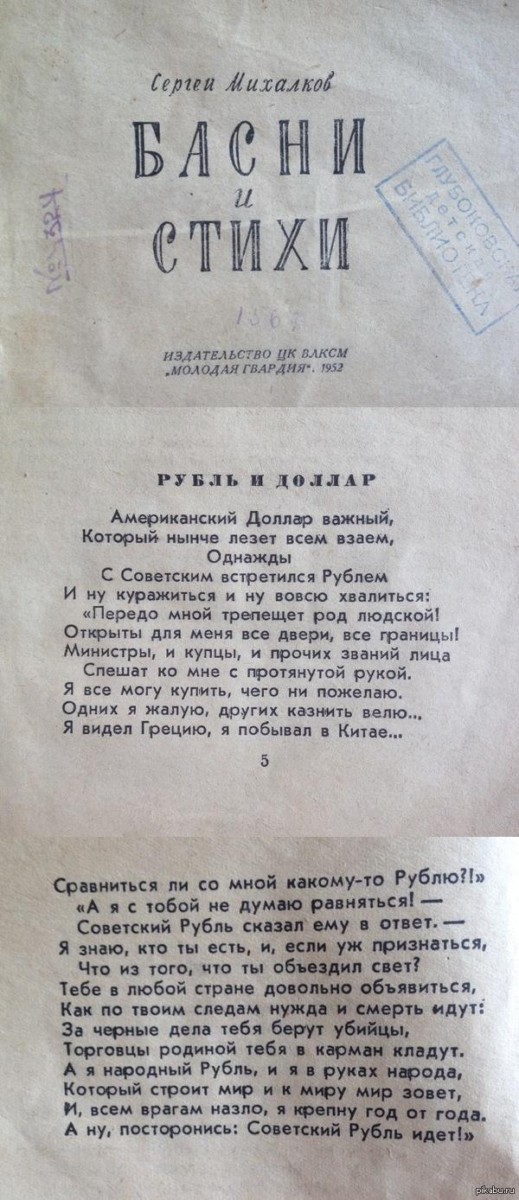 Сергей Михалков
БАСНИ
и
СТИХИ
ГЛУБОКОВСКАЯ
детская
БИБЛИОТЕКА
ИЗДАТЕЛЬСТВО ЦК ВЛКСМ
„МОЛОДАЯ ГВАРДИЯ“. 1952
РУБЛЬ И ДОЛЛАР
Американский Доллар важный,
Который нынче лезет всем взаем,
Однажды
С Советским встретился Рублем
И ну куражиться и ну вовсю хвалиться:
«Передо мной трепещет род людской!
Открыты для меня все двери, все границы!
Министры, и купцы, и прочих званий лица
Спешат ко мне с протянутой рукой.
Я все могу купить, чего ни пожелаю.
Одних я жалую, других казнить велю...
Я видел Грецию, я побывал в Китае...
5
Сравниться ли со мной какому-то Рублю?!»
«А я с тобой не думаю равняться! —
Советский Рубль сказал ему в ответ. —
Я знаю, кто ты есть, и, если уж признаться,
Что из того, что ты объездил свет?
Тебе в любой стране довольно объявиться,
Как по твоим следам нужда и смерть идут:
За черные дела тебя берут убийцы,
Торговцы родиной тебя в карман кладут.
А я народный Рубль, и я в руках народа,
Который строит мир и к миру мир зовет,
И, всем врагам назло, я крепну год от года.
А ну, посторонись: Советский Рубль идет!»
pikabu.ru